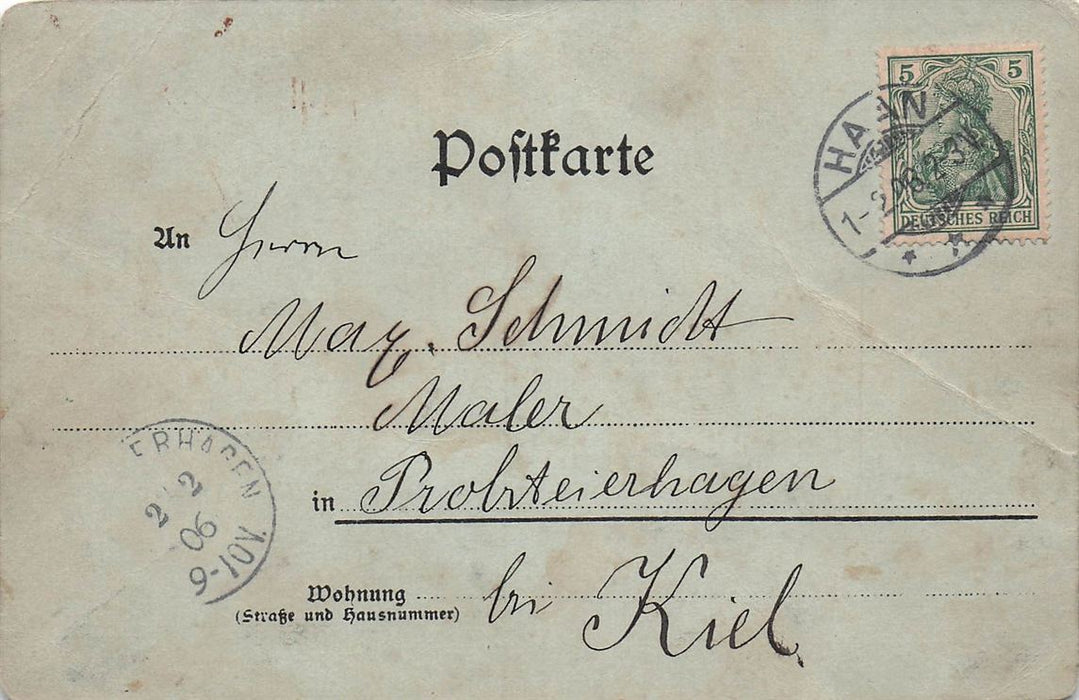 5 5
DEUTSCHES REICH
HAAN
Postkarte
An Herrn
Max. Schmidt
Maler
in Probsteierhagen
Wohnung bei Kiel
(Straße und Hausnummer)
ERHAGEN
2 2
06
9-10V